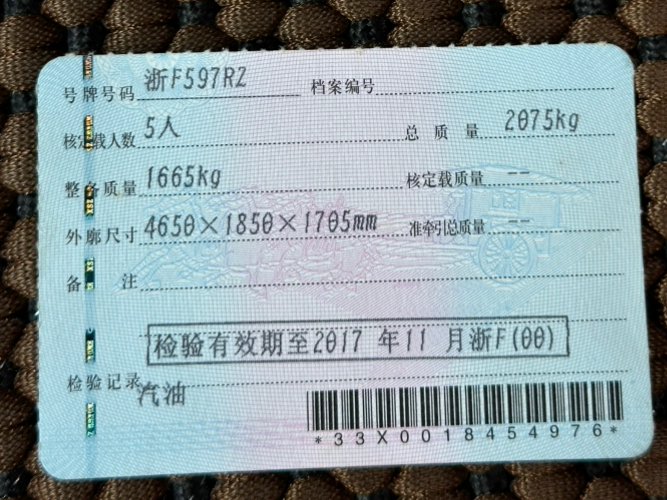 号牌号码 浙F597RZ 档案编号
核定载人数 5人 总质量 2075kg
整备质量 1665kg 核定载质量 --
外廓尺寸 4650×1850×1705mm 准牵引总质量 --
备注
检验有效期至2017年11月浙F(00)
检验记录 汽油
*33X0018454976*